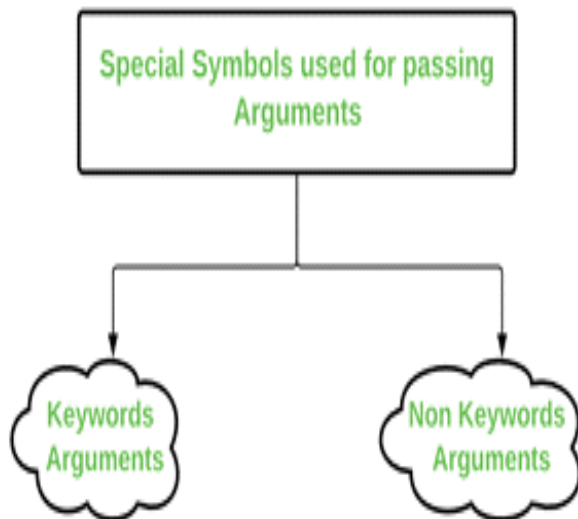 Special Symbols used for passing
Arguments
Keywords
Arguments
Non Keywords
Arguments